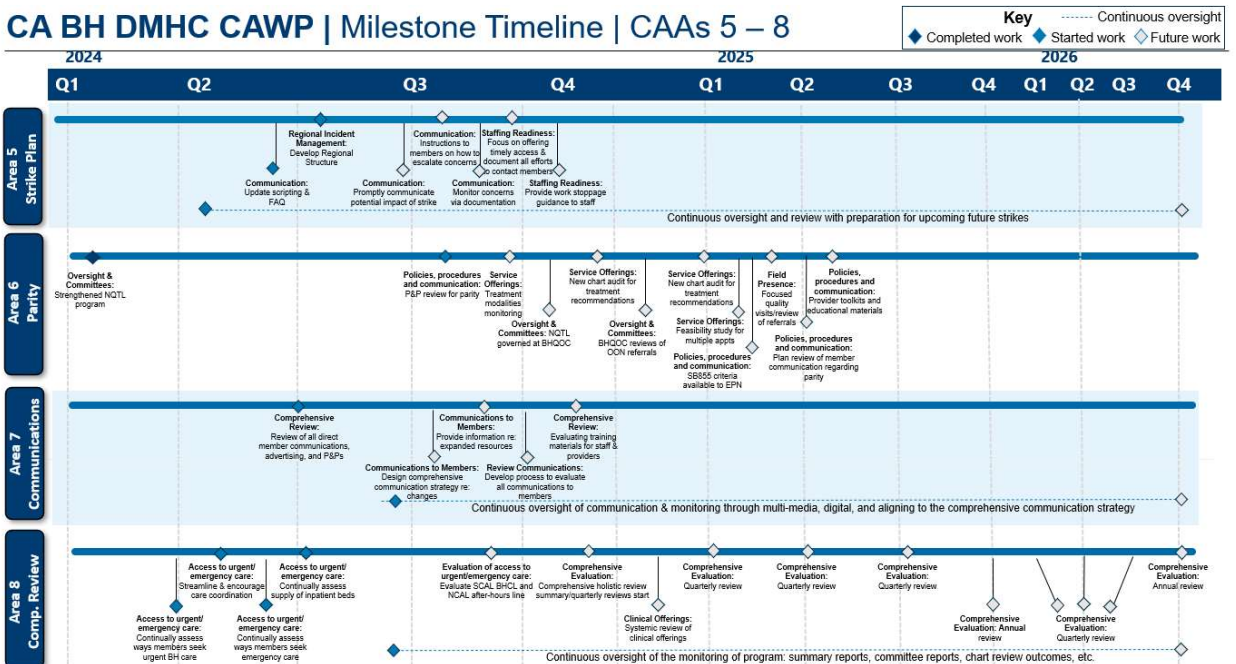 CA BH DMHC CAWP | Milestone Timeline | CAAs 5 – 8
Key
Continuous oversight
Completed work
Started work
Future work
2024
2025
2026
Q1
Q2
Q3
Q4
Q1
Q2
Q3
Q4
Q1
Q2
Q3
Q4
Area 5
Strike Plan
Regional Incident
Management:
Develop Regional
Structure
Communication:
Instructions to
members on how to
escalate concerns
Staffing Readiness:
Focus on offering
timely access &
document all efforts
to contact members
Communication:
Update scripting &
FAQ
Communication:
Promptly communicate
potential impact of strike
Communication:
Monitor concerns
via documentation
Staffing Readiness:
Provide work stoppage
guidance to staff
Continuous oversight and review with preparation for upcoming future strikes
Area 6
Parity
Oversight &
Committees:
Strengthened NQTL
program
Policies, procedures
and communication:
P&P review for parity
Service
Offerings:
Treatment
modalities
monitoring
Service Offerings:
New chart audit for
treatment
recommendations
Service Offerings:
New chart audit for
treatment
recommendations
Field
Presence:
Focused
quality
visits/review
of referrals
Policies,
procedures and
communication:
Provider toolkits and
educational materials
Oversight &
Committees: NQTL
governed at BHQOC
Oversight &
Committees:
BHQOC reviews of
OON referrals
Service Offerings:
Feasibility study for
multiple appts
Policies, procedures
and communication:
SB855 criteria
available to EPN
Policies, procedures
and communication:
Plan review of member
communication regarding
parity
Area 7
Communications
Comprehensive
Review:
Review of all direct
member communications,
advertising, and P&Ps
Communications to
Members:
Provide information re:
expanded resources
Comprehensive
Review:
Evaluating training
materials for staff &
providers
Communications to Members:
Design comprehensive
communication strategy re:
changes
Review Communications:
Develop process to evaluate
all communications to
members
Continuous oversight of communication & monitoring through multi-media, digital, and aligning to the comprehensive communication strategy
Area 8
Comp. Review
Access to urgent/
emergency care:
Streamline & encourage
care coordination
Access to urgent/
emergency care:
Continually assess
supply of inpatient beds
Evaluation of access to
urgent/emergency care:
Evaluate SCAL BHCL and
NCAL after-hours line
Comprehensive
Evaluation:
Comprehensive holistic review
summary/quarterly reviews start
Comprehensive
Evaluation:
Quarterly review
Comprehensive
Evaluation:
Quarterly review
Comprehensive
Evaluation:
Quarterly review
Comprehensive
Evaluation:
Annual review
Access to urgent/
emergency care:
Continually assess
ways members seek
urgent BH care
Access to urgent/
emergency care:
Continually assess
ways members seek
emergency care
Clinical Offerings:
Systemic review of
clinical offerings
Comprehensive
Evaluation: Annual
review
Comprehensive
Evaluation:
Quarterly review
Continuous oversight of the monitoring of program: summary reports, committee reports, chart review outcomes, etc.